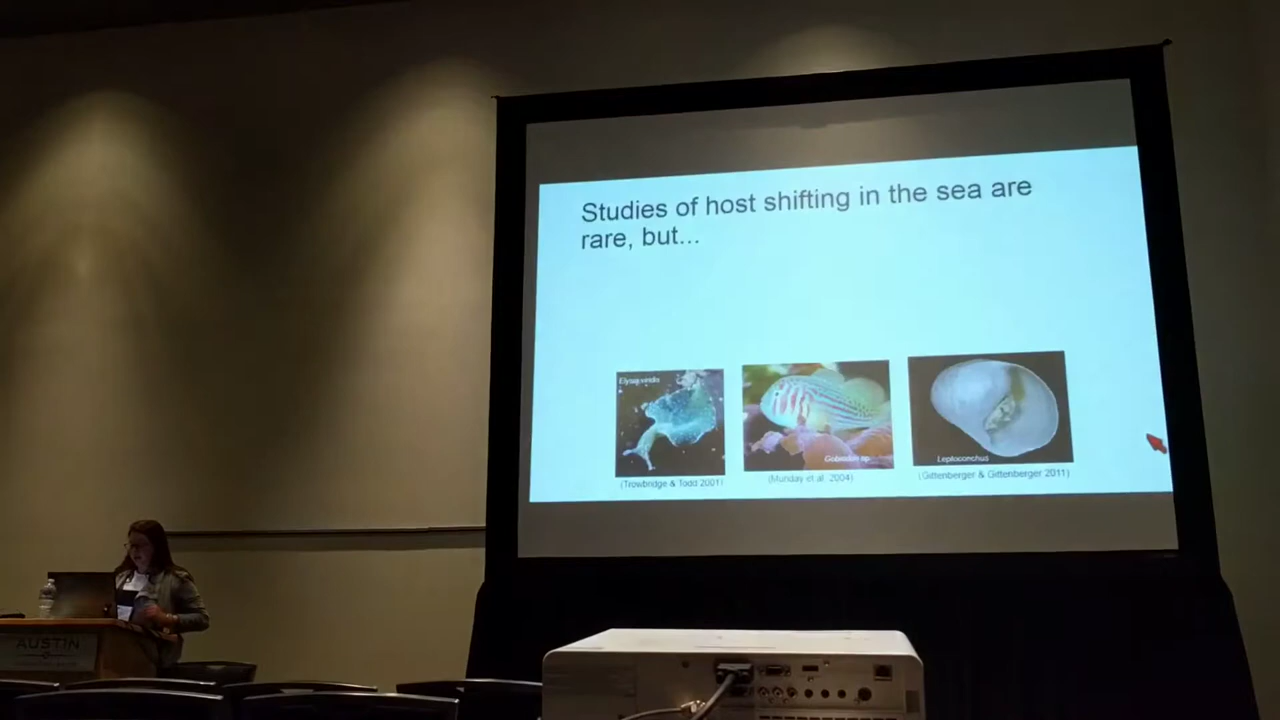 Studies of host shifting in the sea are
rare, but...
Elysia viridis
Gobiodon sp.
Leptoconchus
(Trowbridge & Todd 2001)
(Munday et al. 2004)
(Gittenberger & Gittenberger 2011)
AUSTIN